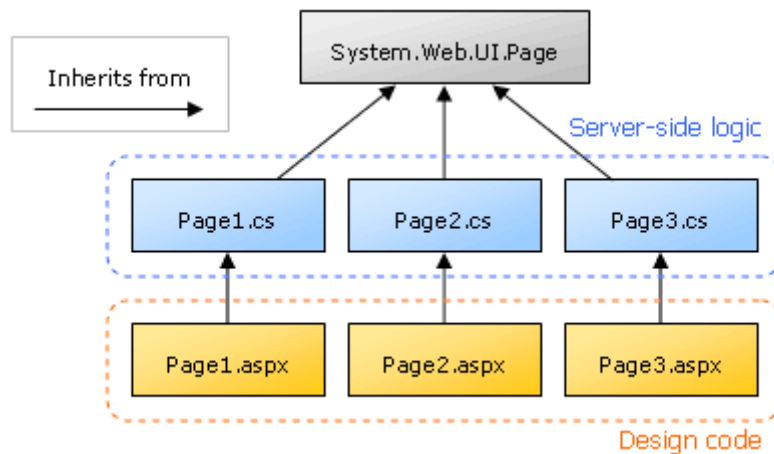 System.Web.UI.Page
Inherits from
Server-side logic
Page1.cs
Page2.cs
Page3.cs
Page1.aspx
Page2.aspx
Page3.aspx
Design code